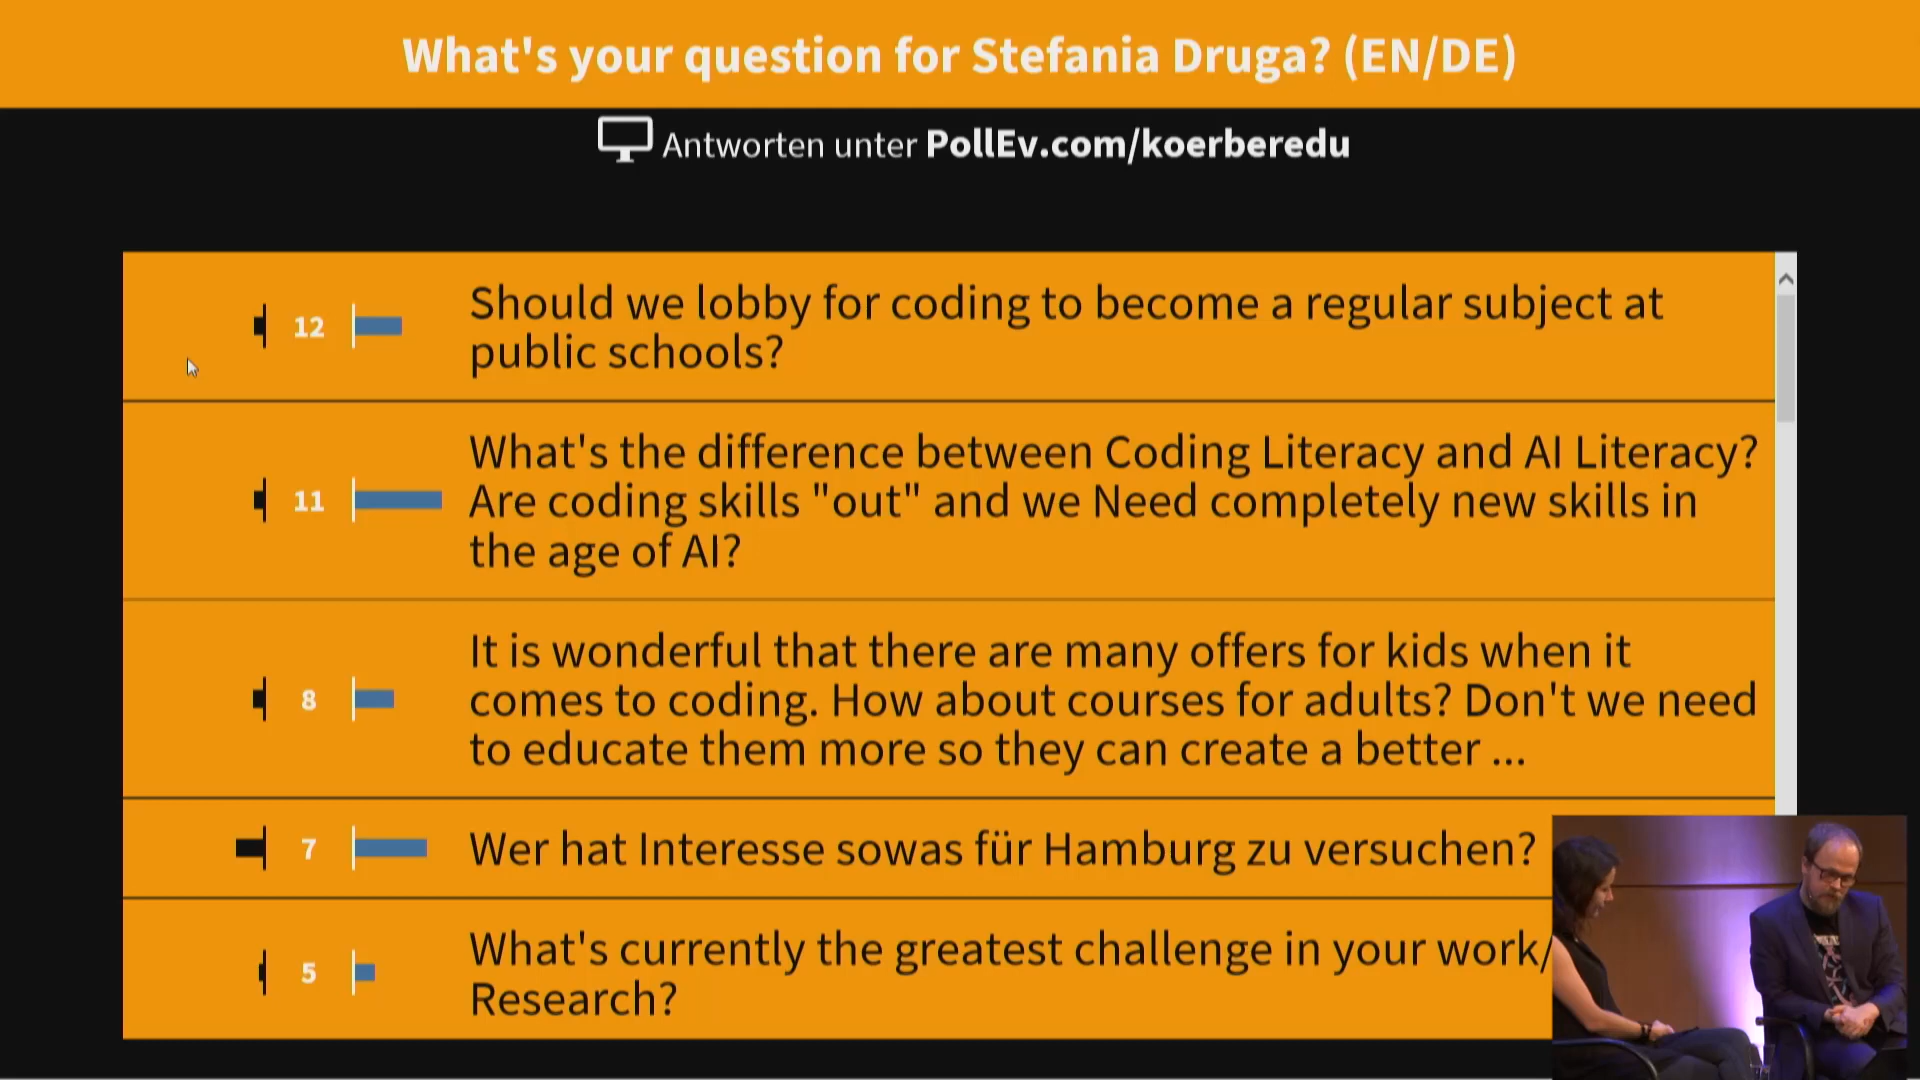 What's your question for Stefania Druga? (EN/DE)
Antworten unter PollEv.com/koerberedu
12
Should we lobby for coding to become a regular subject at
public schools?
11
What's the difference between Coding Literacy and AI Literacy?
Are coding skills "out" and we Need completely new skills in
the age of AI?
8
It is wonderful that there are many offers for kids when it
comes to coding. How about courses for adults? Don't we need
to educate them more so they can create a better ...
7
Wer hat Interesse sowas für Hamburg zu versuchen?
5
What's currently the greatest challenge in your work/
Research?